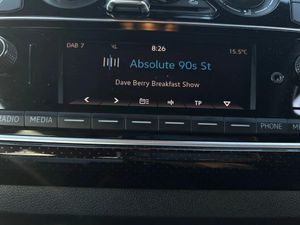 DAB 7 8:26 15.5°C
Absolute 90s St
Dave Berry Breakfast Show
TP
RADIO MEDIA PHONE